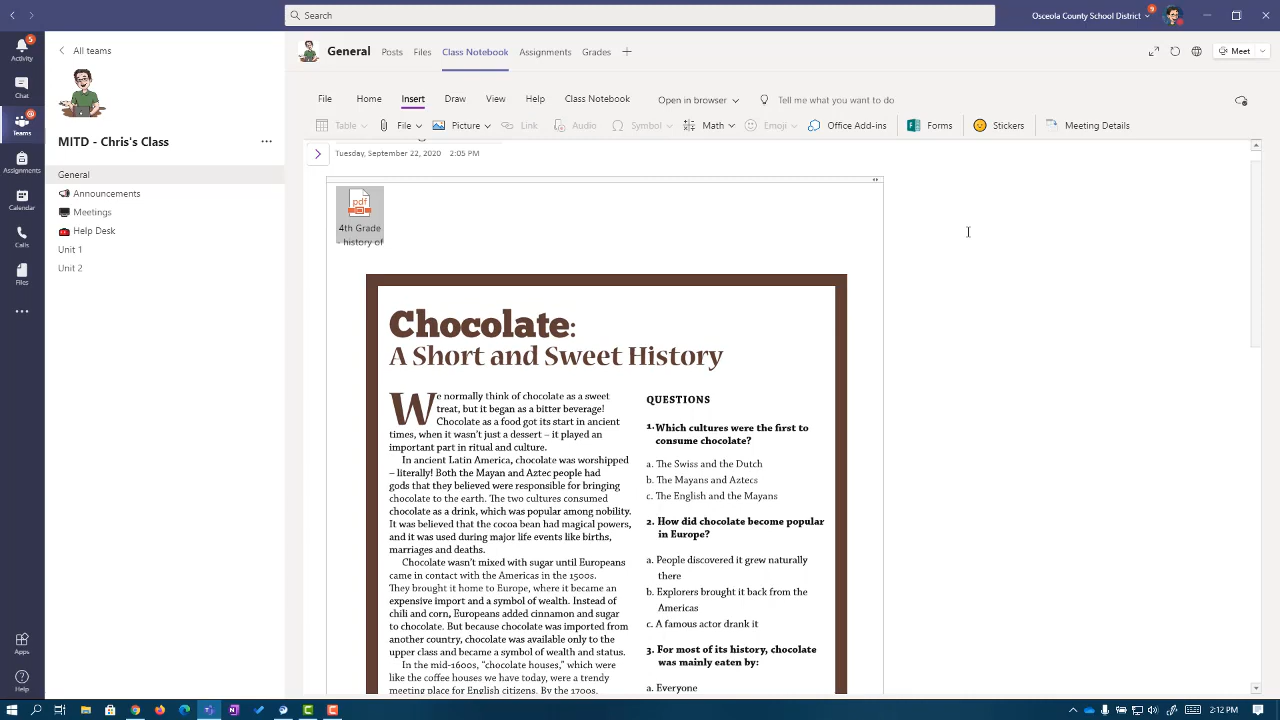 Search
Osceola County School District
5
Activity
Chat
Teams
Assignments
Calendar
Calls
Files
Apps
Help
All teams
MITD - Chris's Class
General
Announcements
Meetings
Help Desk
Unit 1
Unit 2
General
Posts
Files
Class Notebook
Assignments
Grades
Meet
File
Home
Insert
Draw
View
Help
Class Notebook
Open in browser
Tell me what you want to do
Table
File
Picture
Link
Audio
Symbol
Math
Emoji
Office Add-ins
Forms
Stickers
Meeting Details
Tuesday, September 22, 2020 2:05 PM
pdf
4th Grade
- history of
Chocolate:
A Short and Sweet History
We normally think of chocolate as a sweet
treat, but it began as a bitter beverage!
Chocolate as a food got its start in ancient
times, when it wasn't just a dessert – it played an
important part in ritual and culture.
In ancient Latin America, chocolate was worshipped
– literally! Both the Mayan and Aztec people had
gods that they believed were responsible for bringing
chocolate to the earth. The two cultures consumed
chocolate as a drink, which was popular among nobility.
It was believed that the cocoa bean had magical powers,
and it was used during major life events like births,
marriages and deaths.
Chocolate wasn't mixed with sugar until Europeans
came in contact with the Americas in the 1500s.
They brought it home to Europe, where it became an
expensive import and a symbol of wealth. Instead of
chili and corn, Europeans added cinnamon and sugar
to chocolate. But because chocolate was imported from
another country, chocolate was available only to the
upper class and became a symbol of wealth and status.
In the mid-1600s, "chocolate houses," which were
like the coffee houses we have today, were a trendy
meeting place for English citizens. By the 1700s,
QUESTIONS
1. Which cultures were the first to
consume chocolate?
a. The Swiss and the Dutch
b. The Mayans and Aztecs
c. The English and the Mayans
2. How did chocolate become popular
in Europe?
a. People discovered it grew naturally
there
b. Explorers brought it back from the
Americas
c. A famous actor drank it
3. For most of its history, chocolate
was mainly eaten by:
a. Everyone
2:12 PM